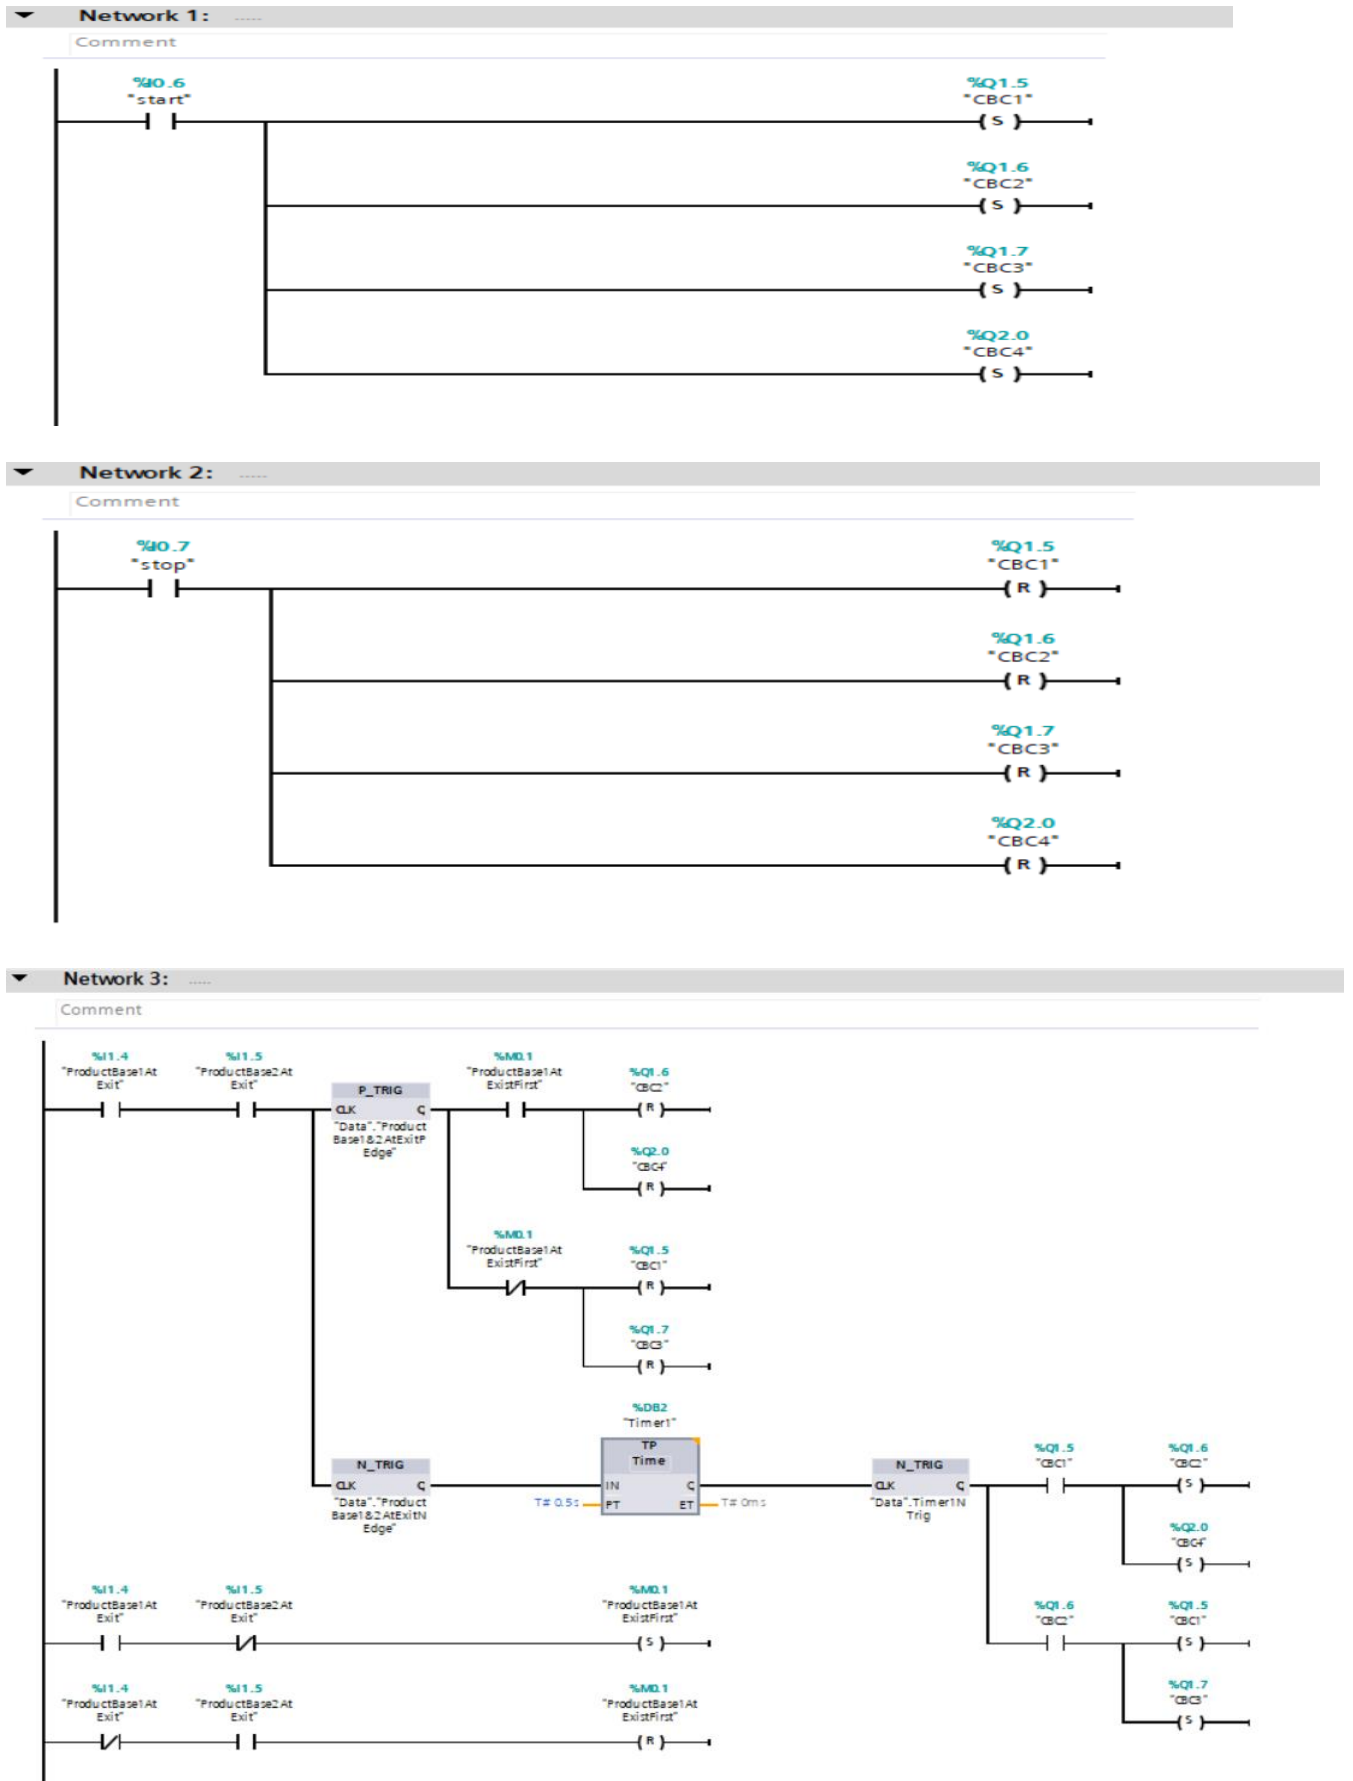 Network 1: .....
Comment
%I0.6
"start"
%Q1.5
"CBC1"
S
%Q1.6
"CBC2"
S
%Q1.7
"CBC3"
S
%Q2.0
"CBC4"
S
Network 2: .....
Comment
%I0.7
"stop"
%Q1.5
"CBC1"
R
%Q1.6
"CBC2"
R
%Q1.7
"CBC3"
R
%Q2.0
"CBC4"
R
Network 3: .....
Comment
%I1.4
"ProductBase1At
Exit"
%I1.5
"ProductBase2At
Exit"
P_TRIG
CLK Q
"Data"."Product
Base1&2AtExitP
Edge"
%M0.1
"ProductBase1At
ExistFirst"
%Q1.6
"CBC2"
R
%Q2.0
"CBC4"
R
%M0.1
"ProductBase1At
ExistFirst"
%Q1.5
"CBC1"
R
%Q1.7
"CBC3"
R
N_TRIG
CLK Q
"Data"."Product
Base1&2AtExitN
Edge"
%DB2
"Timer1"
TP
Time
IN Q
T# 0.5s PT ET T# 0ms
N_TRIG
CLK Q
"Data".Timer1N
Trig
%Q1.5
"CBC1"
%Q1.6
"CBC2"
S
%Q2.0
"CBC4"
S
%Q1.6
"CBC2"
%Q1.5
"CBC1"
S
%Q1.7
"CBC3"
S
%I1.4
"ProductBase1At
Exit"
%I1.5
"ProductBase2At
Exit"
%M0.1
"ProductBase1At
ExistFirst"
S
%I1.4
"ProductBase1At
Exit"
%I1.5
"ProductBase2At
Exit"
%M0.1
"ProductBase1At
ExistFirst"
R